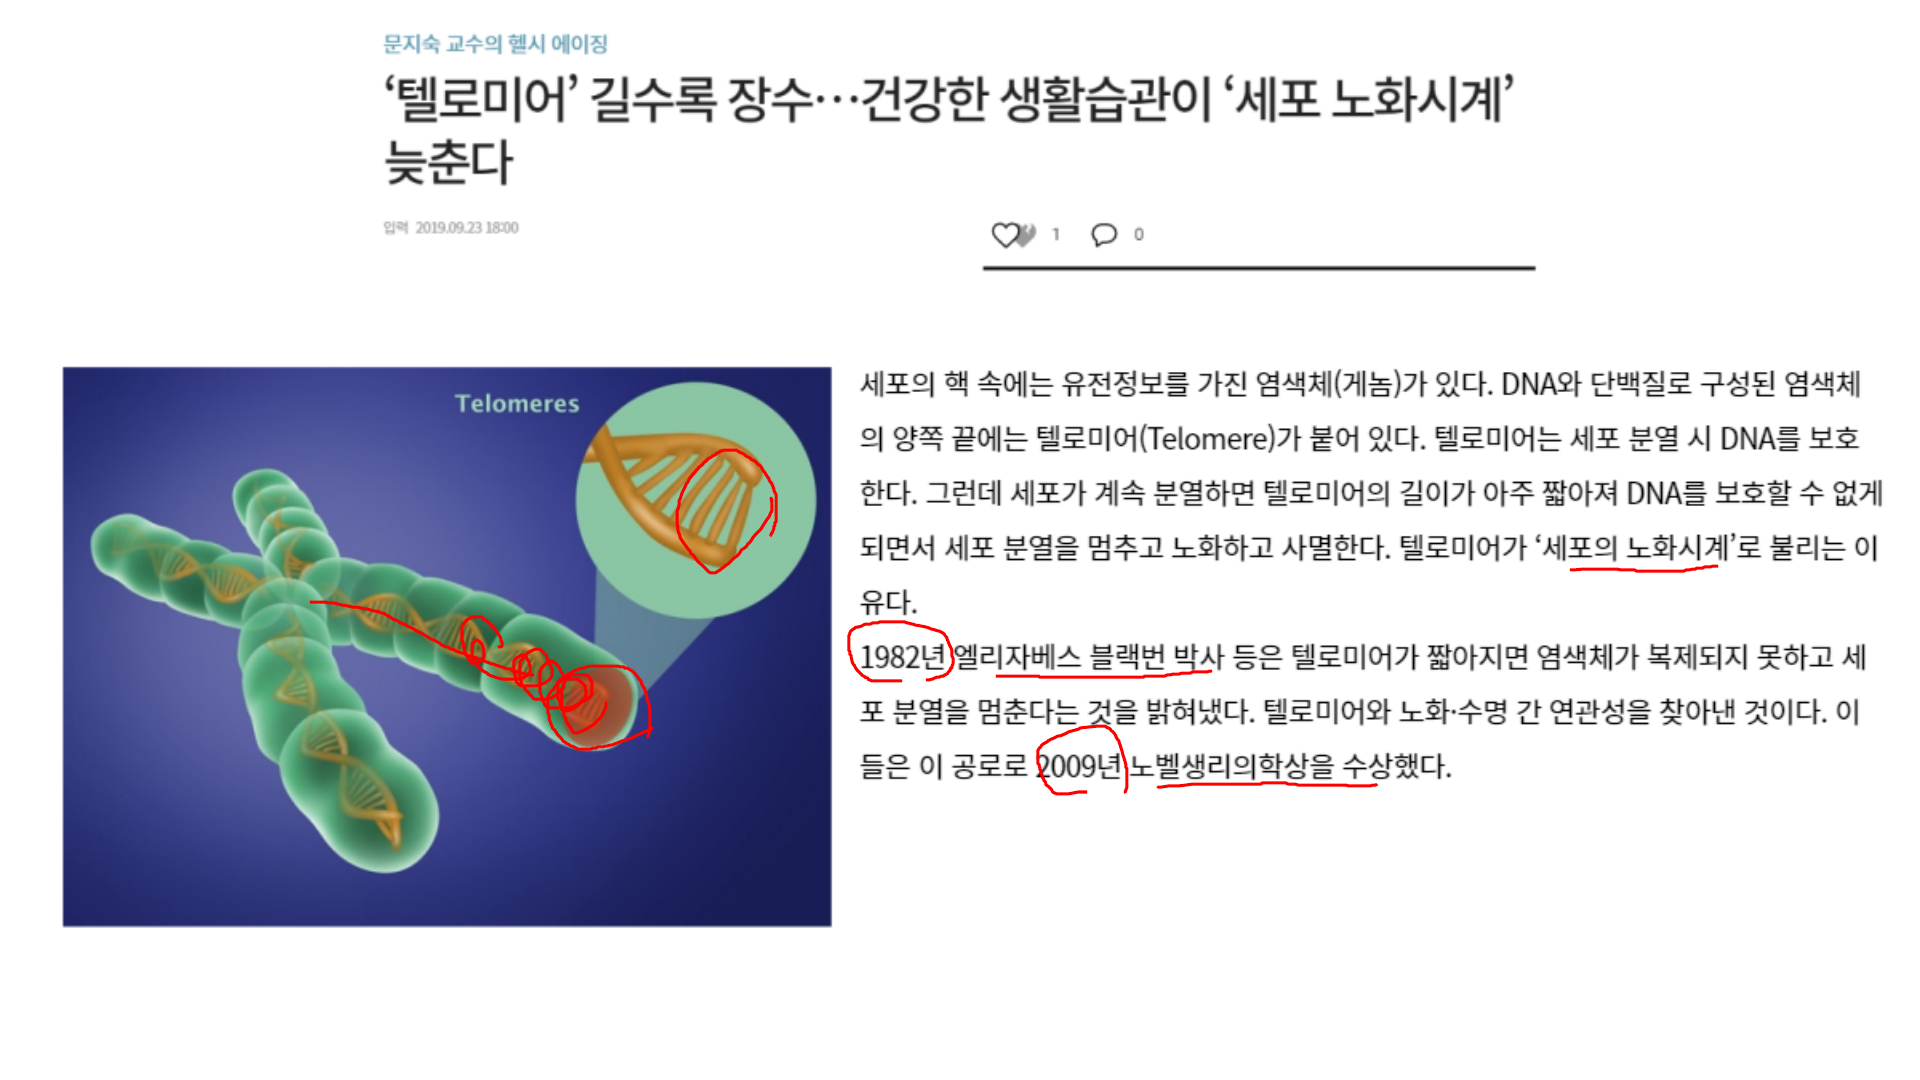 문지숙 교수의 헬시 에이징
‘텔로미어’ 길수록 장수…건강한 생활습관이 ‘세포 노화시계’
늦춘다
입력 2019.09.23 18:00
1 0
Telomeres
세포의 핵 속에는 유전정보를 가진 염색체(게놈)가 있다. DNA와 단백질로 구성된 염색체
의 양쪽 끝에는 텔로미어(Telomere)가 붙어 있다. 텔로미어는 세포 분열 시 DNA를 보호
한다. 그런데 세포가 계속 분열하면 텔로미어의 길이가 아주 짧아져 DNA를 보호할 수 없게
되면서 세포 분열을 멈추고 노화하고 사멸한다. 텔로미어가 ‘세포의 노화시계’로 불리는 이
유다.
1982년 엘리자베스 블랙번 박사 등은 텔로미어가 짧아지면 염색체가 복제되지 못하고 세
포 분열을 멈춘다는 것을 밝혀냈다. 텔로미어와 노화·수명 간 연관성을 찾아낸 것이다. 이
들은 이 공로로 2009년 노벨생리의학상을 수상했다.